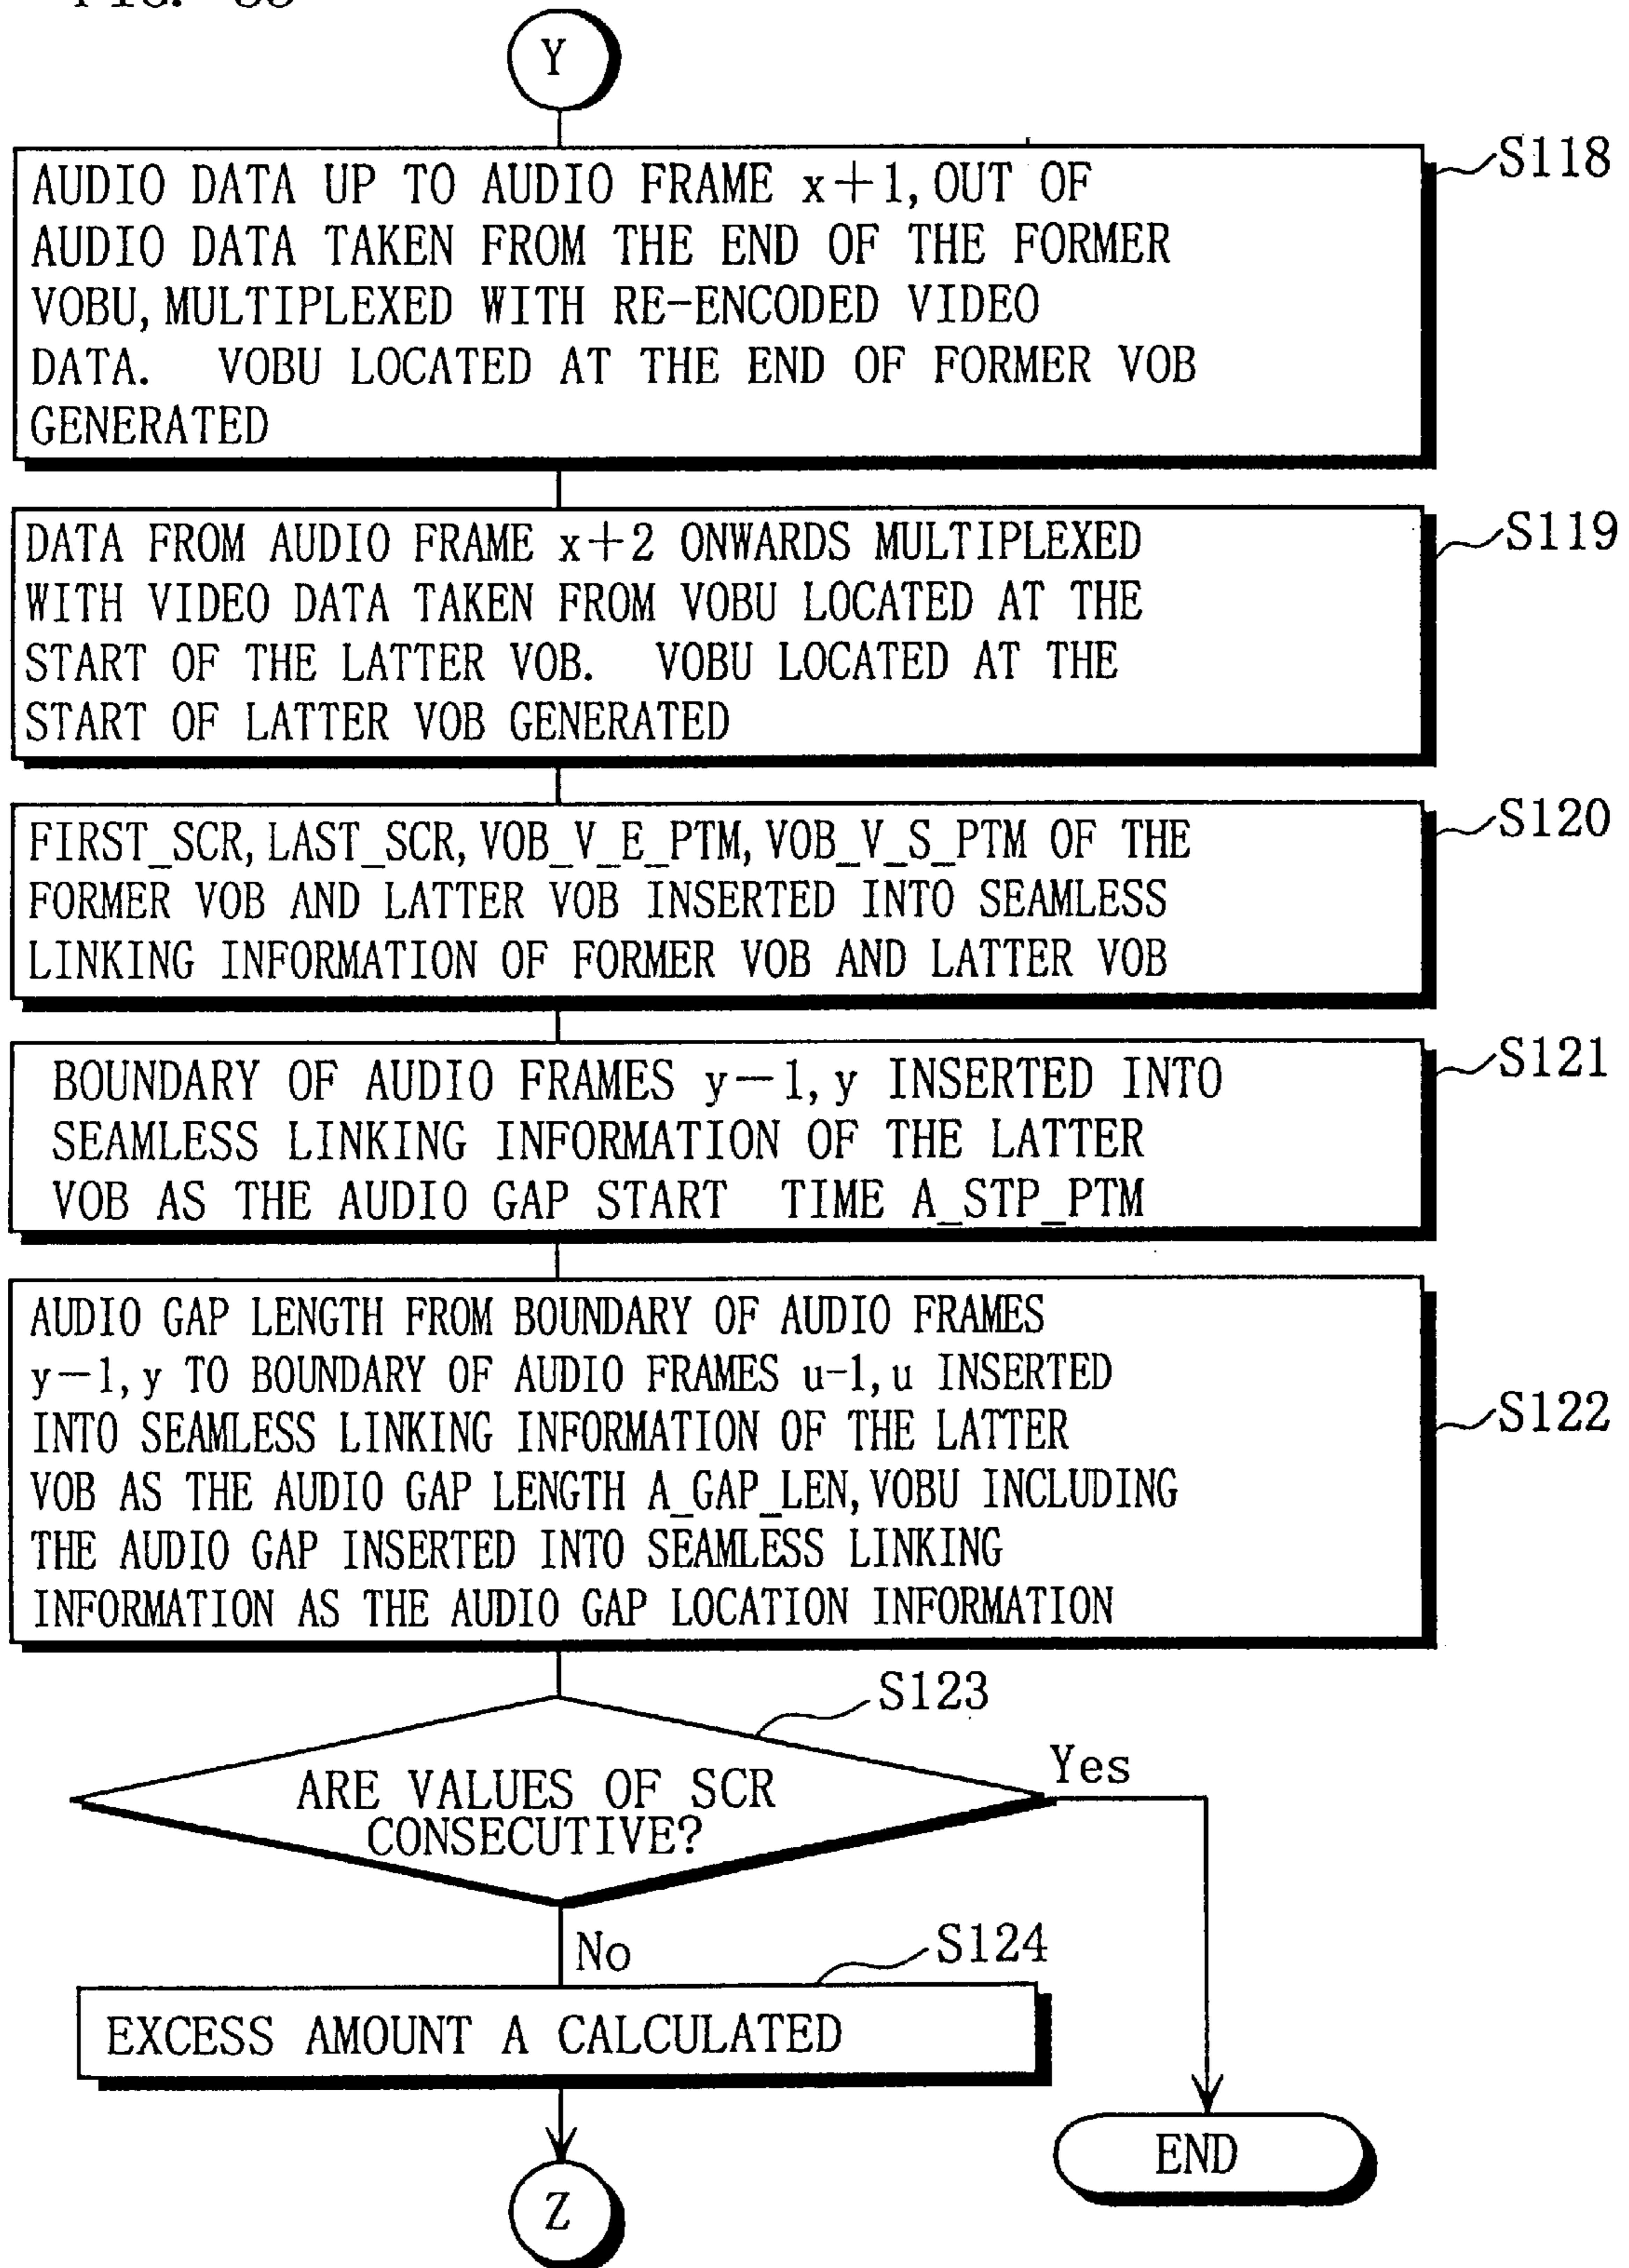 Y
S118
AUDIO DATA UP TO AUDIO FRAME x+1, OUT OF
AUDIO DATA TAKEN FROM THE END OF THE FORMER
VOBU, MULTIPLEXED WITH RE-ENCODED VIDEO
DATA. VOBU LOCATED AT THE END OF FORMER VOB
GENERATED
S119
DATA FROM AUDIO FRAME x+2 ONWARDS MULTIPLEXED
WITH VIDEO DATA TAKEN FROM VOBU LOCATED AT THE
START OF THE LATTER VOB. VOBU LOCATED AT THE
START OF LATTER VOB GENERATED
S120
FIRST_SCR, LAST_SCR, VOB_V_E_PTM, VOB_V_S_PTM OF THE
FORMER VOB AND LATTER VOB INSERTED INTO SEAMLESS
LINKING INFORMATION OF FORMER VOB AND LATTER VOB
S121
BOUNDARY OF AUDIO FRAMES y-1, y INSERTED INTO
SEAMLESS LINKING INFORMATION OF THE LATTER
VOB AS THE AUDIO GAP START TIME A_STP_PTM
AUDIO GAP LENGTH FROM BOUNDARY OF AUDIO FRAMES
y-1, y TO BOUNDARY OF AUDIO FRAMES u-1, u INSERTED
S122
INTO SEAMLESS LINKING INFORMATION OF THE LATTER
VOB AS THE AUDIO GAP LENGTH A_GAP_LEN, VOBU INCLUDING
THE AUDIO GAP INSERTED INTO SEAMLESS LINKING
INFORMATION AS THE AUDIO GAP LOCATION INFORMATION
S123
ARE VALUES OF SCR
CONSECUTIVE?
Yes
No
S124
EXCESS AMOUNT A CALCULATED
END
Z